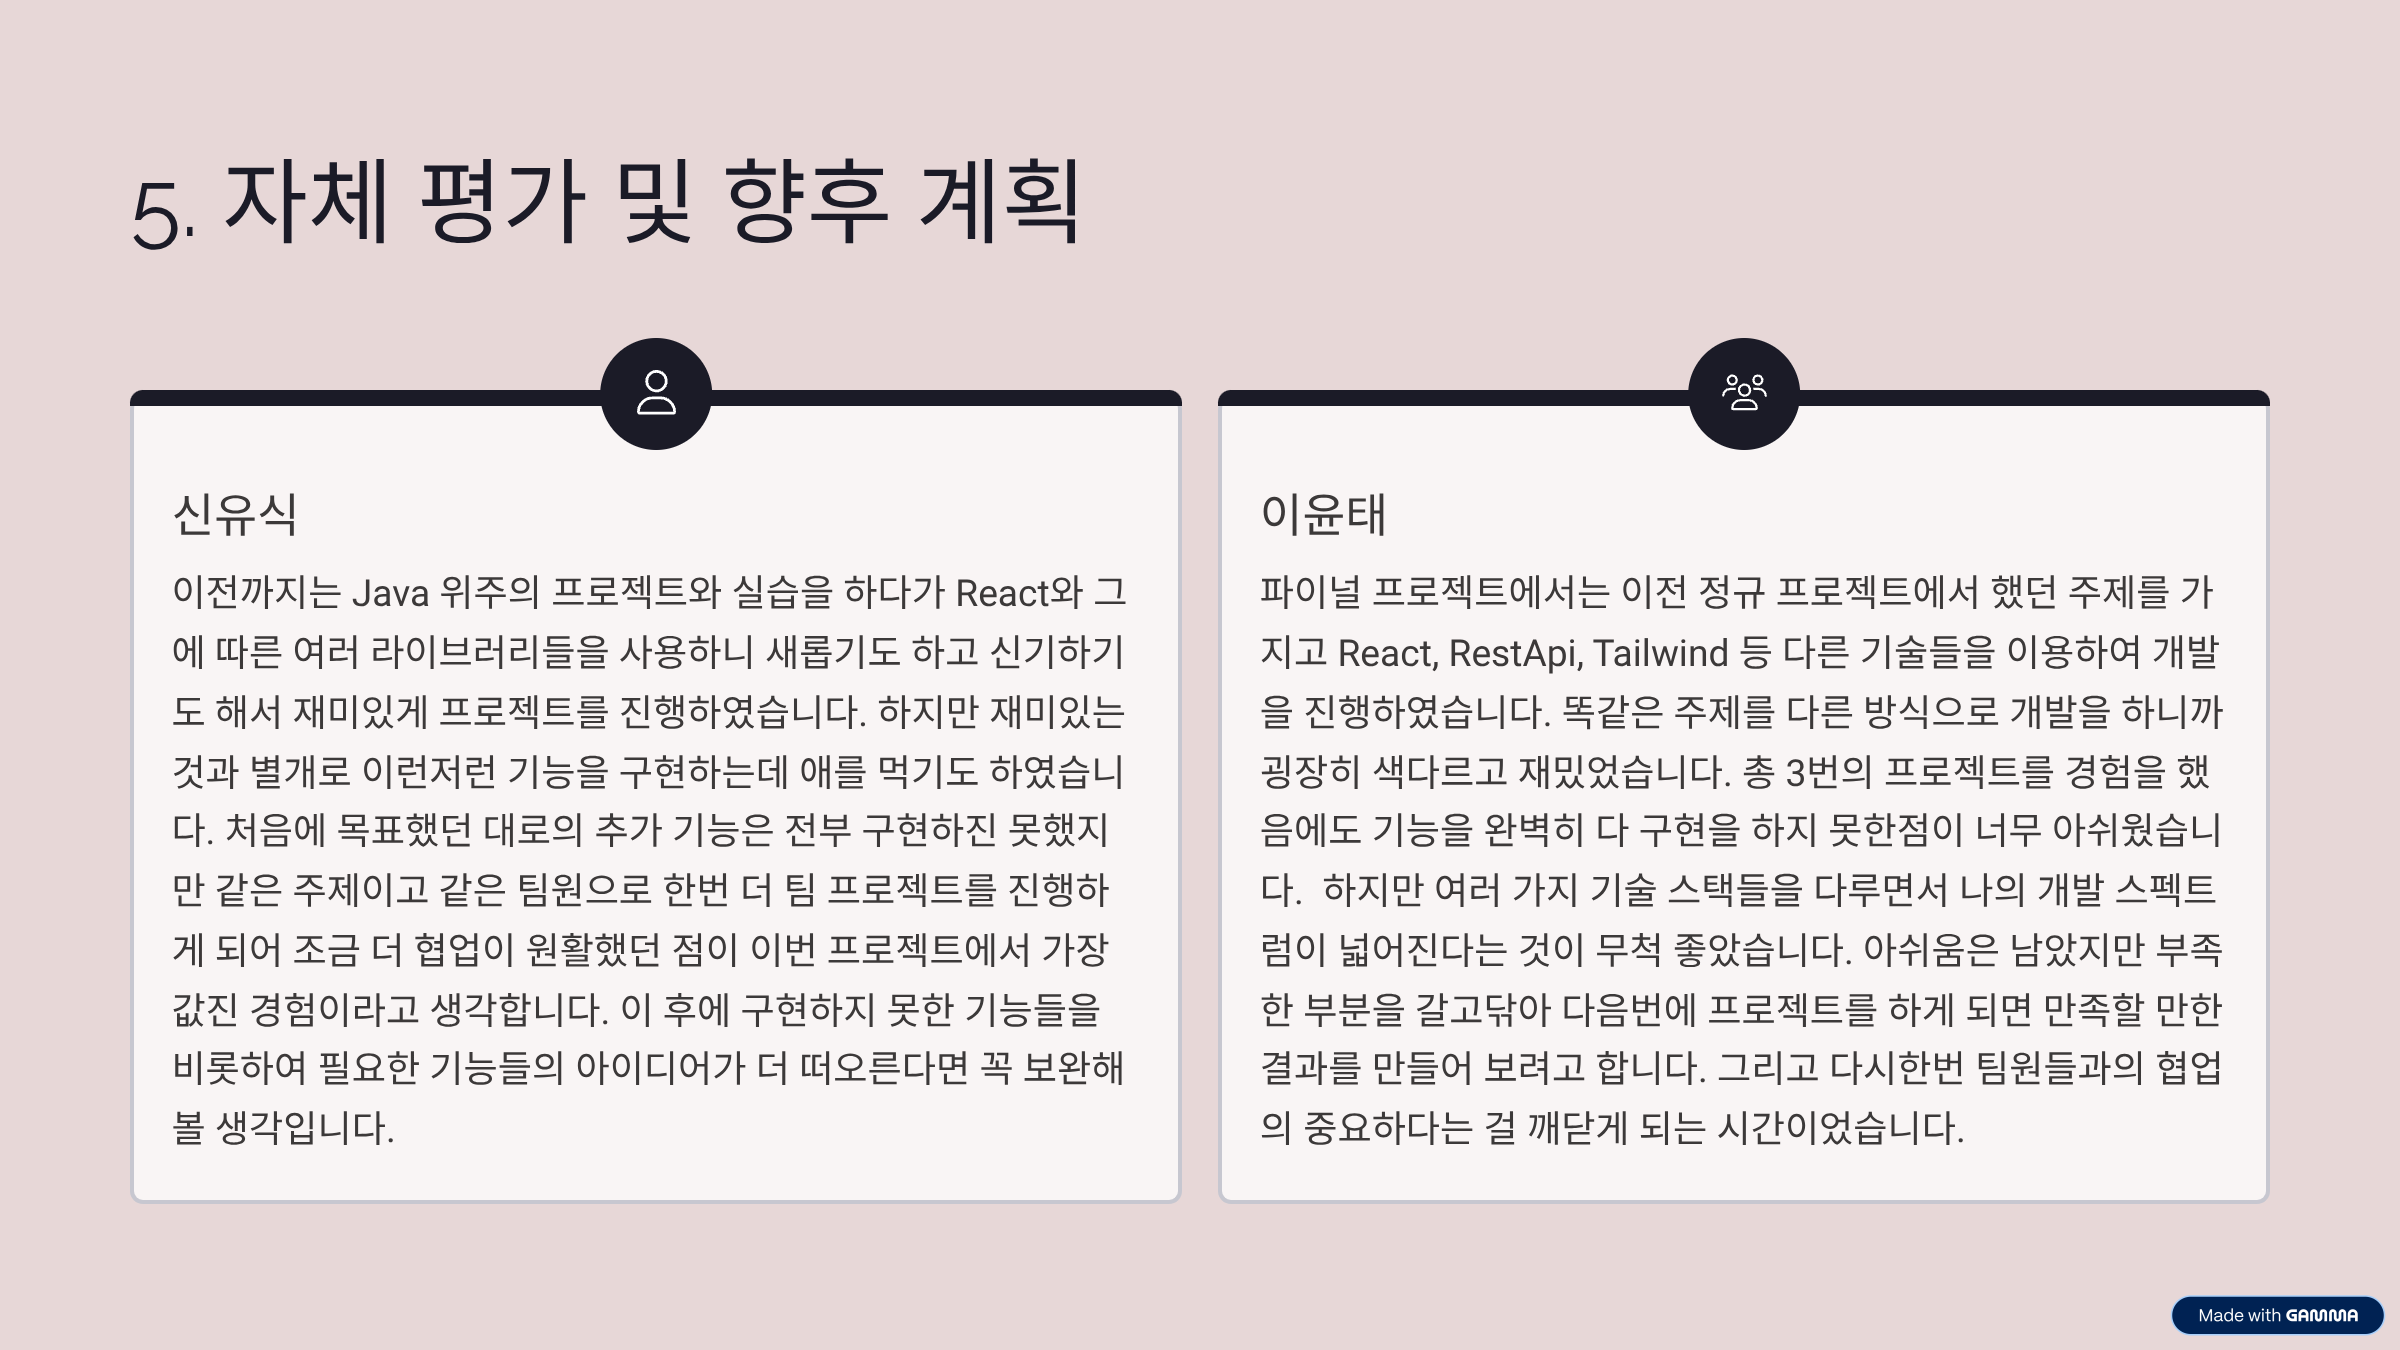 5. 자체 평가 및 향후 계획
신유식
이전까지는 Java 위주의 프로젝트와 실습을 하다가 React와 그
에 따른 여러 라이브러리들을 사용하니 새롭기도 하고 신기하기
도 해서 재미있게 프로젝트를 진행하였습니다. 하지만 재미있는
것과 별개로 이런저런 기능을 구현하는데 애를 먹기도 하였습니
다. 처음에 목표했던 대로의 추가 기능은 전부 구현하진 못했지
만 같은 주제이고 같은 팀원으로 한번 더 팀 프로젝트를 진행하
게 되어 조금 더 협업이 원활했던 점이 이번 프로젝트에서 가장
값진 경험이라고 생각합니다. 이 후에 구현하지 못한 기능들을
비롯하여 필요한 기능들의 아이디어가 더 떠오른다면 꼭 보완해
볼 생각입니다.
이윤태
파이널 프로젝트에서는 이전 정규 프로젝트에서 했던 주제를 가
지고 React, RestApi, Tailwind 등 다른 기술들을 이용하여 개발
을 진행하였습니다. 똑같은 주제를 다른 방식으로 개발을 하니까
굉장히 색다르고 재밌었습니다. 총 3번의 프로젝트를 경험을 했
음에도 기능을 완벽히 다 구현을 하지 못한점이 너무 아쉬웠습니
다.  하지만 여러 가지 기술 스택들을 다루면서 나의 개발 스펙트
럼이 넓어진다는 것이 무척 좋았습니다. 아쉬움은 남았지만 부족
한 부분을 갈고닦아 다음번에 프로젝트를 하게 되면 만족할 만한
결과를 만들어 보려고 합니다. 그리고 다시한번 팀원들과의 협업
의 중요하다는 걸 깨닫게 되는 시간이었습니다.
Made with GAMMA